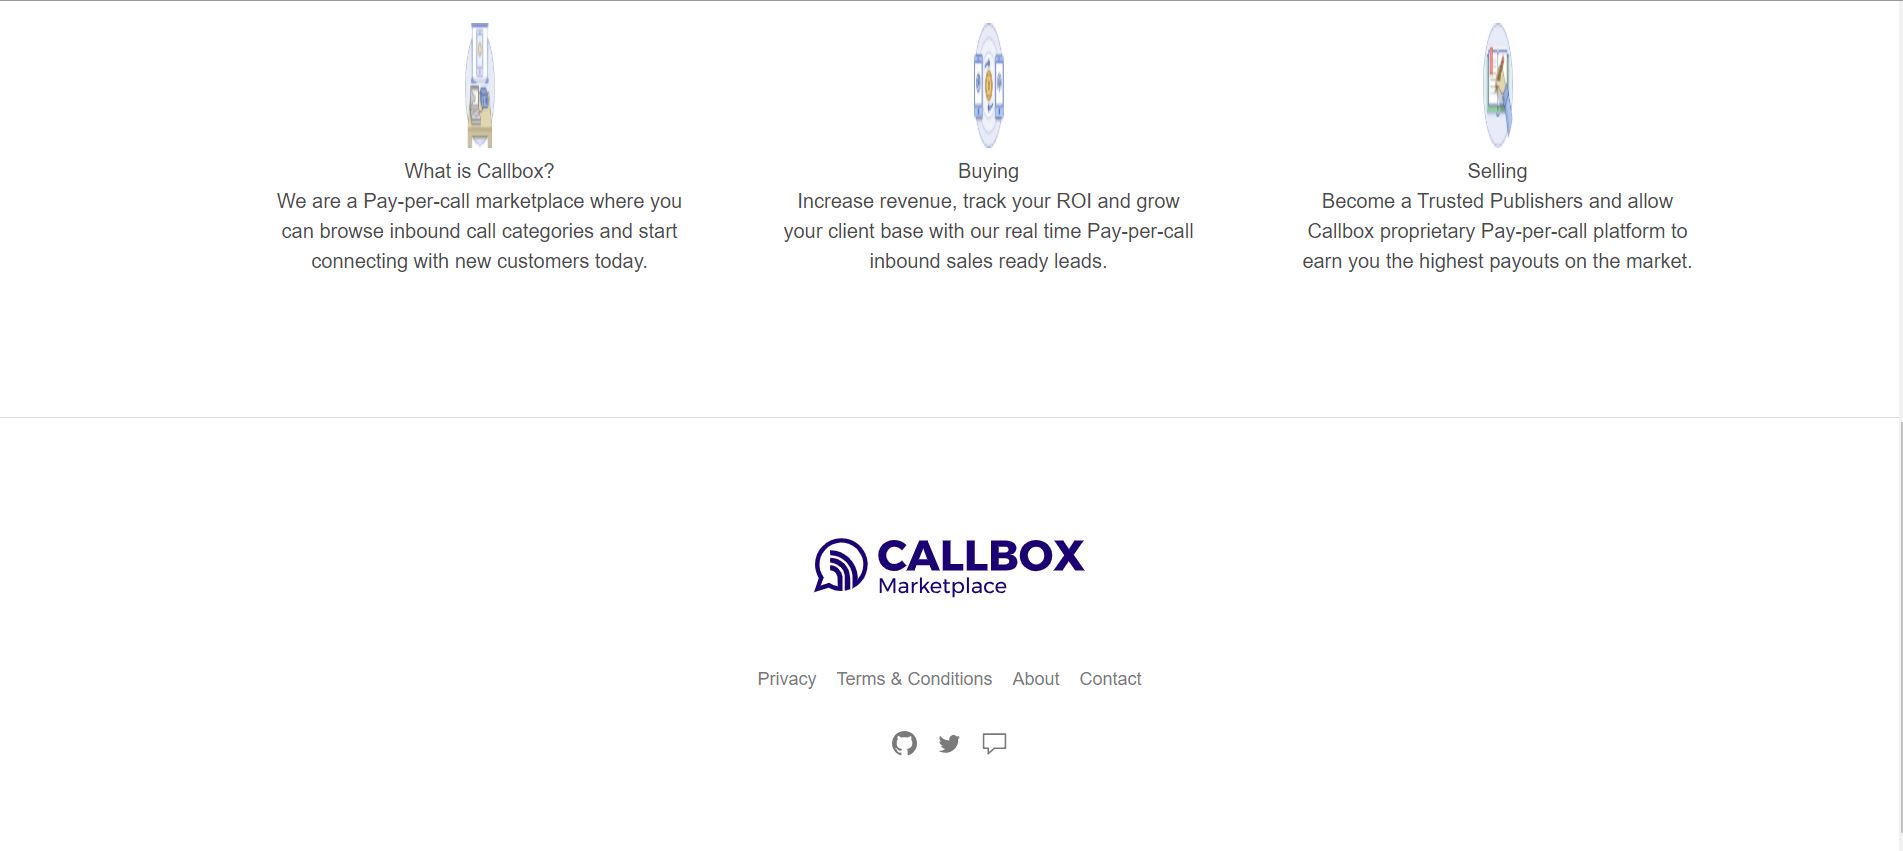 What is Callbox?
We are a Pay-per-call marketplace where you
can browse inbound call categories and start
connecting with new customers today.
Buying
Increase revenue, track your ROI and grow
your client base with our real time Pay-per-call
inbound sales ready leads.
Selling
Become a Trusted Publishers and allow
Callbox proprietary Pay-per-call platform to
earn you the highest payouts on the market.
CALLBOX
Marketplace
Privacy Terms & Conditions About Contact